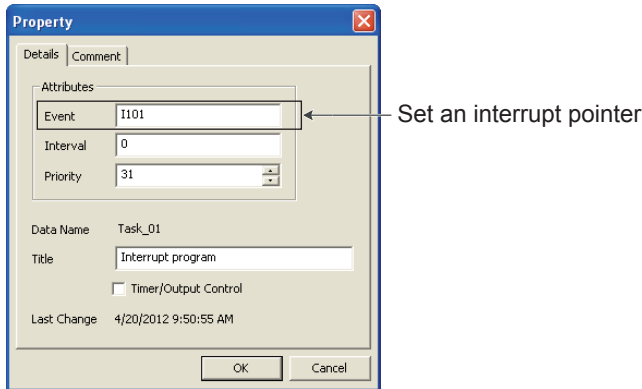 Property
Details Comment
Attributes
Event I101
Set an interrupt pointer
Interval 0
Priority 31
Data Name Task_01
Title Interrupt program
Timer/Output Control
Last Change 4/20/2012 9:50:55 AM
OK Cancel